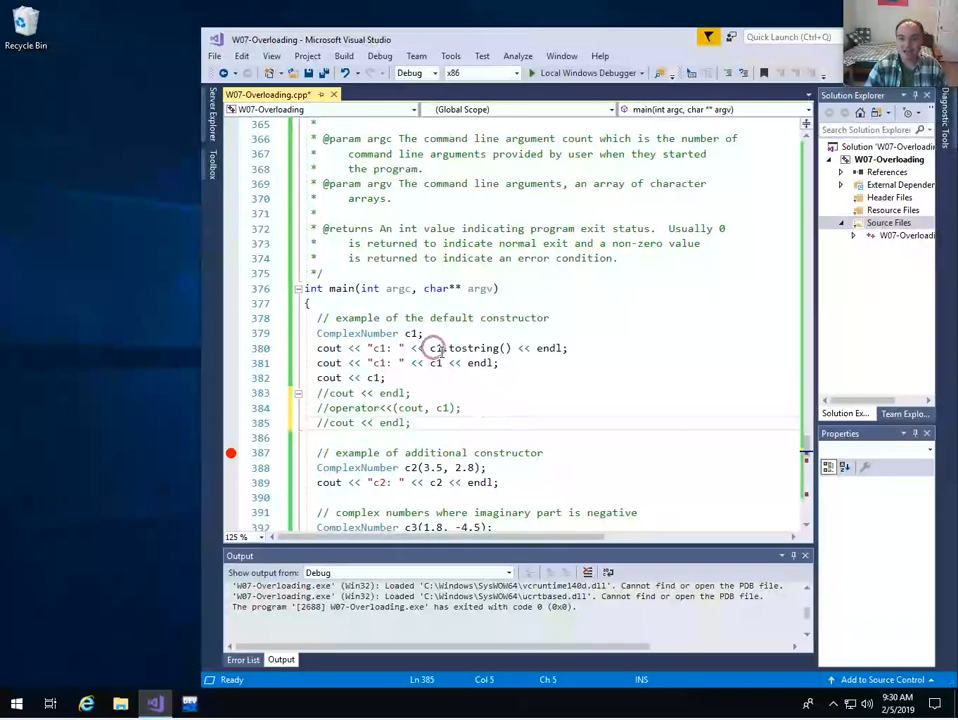 Recycle Bin
W07-Overloading - Microsoft Visual Studio
Quick Launch (Ctrl+Q)
File Edit View Project Build Debug Team Tools Test Analyze Window Help
Debug x86 Local Windows Debugger
W07-Overloading.cpp*
W07-Overloading (Global Scope) main(int argc, char ** argv)
Server Explorer
Toolbox
365 *
366 * @param argc The command line argument count which is the number of
367 * command line arguments provided by user when they started
368 * the program.
369 * @param argv The command line arguments, an array of character
370 * arrays.
371 *
372 * @returns An int value indicating program exit status. Usually 0
373 * is returned to indicate normal exit and a non-zero value
374 * is returned to indicate an error condition.
375 */
376 int main(int argc, char** argv)
377 {
378 // example of the default constructor
379 ComplexNumber c1;
380 cout << "c1: " << c1.tostring() << endl;
381 cout << "c1: " << c1 << endl;
382 cout << c1;
383 //cout << endl;
384 //operator<<(cout, c1);
385 //cout << endl;
386
387 // example of additional constructor
388 ComplexNumber c2(3.5, 2.8);
389 cout << "c2: " << c2 << endl;
390
391 // complex numbers where imaginary part is negative
392 ComplexNumber c3(1.8, -4.5);
125 %
Output
Show output from: Debug
'W07-Overloading.exe' (Win32): Loaded 'C:\Windows\SysWOW64\vcruntime140d.dll'. Cannot find or open the PDB file.
'W07-Overloading.exe' (Win32): Loaded 'C:\Windows\SysWOW64\ucrtbased.dll'. Cannot find or open the PDB file.
The program '[2688] W07-Overloading.exe' has exited with code 0 (0x0).
Error List Output
Solution Explorer
Search Solution Explorer
Solution 'W07-Overloadi
W07-Overloading
References
External Dependen
Header Files
Resource Files
Source Files
W07-Overloadi
Solution Ex... Team Explo...
Properties
Diagnostic Tools
Ready Ln 385 Col 5 Ch 5 INS Add to Source Control
DEV
9:30 AM
2/5/2019